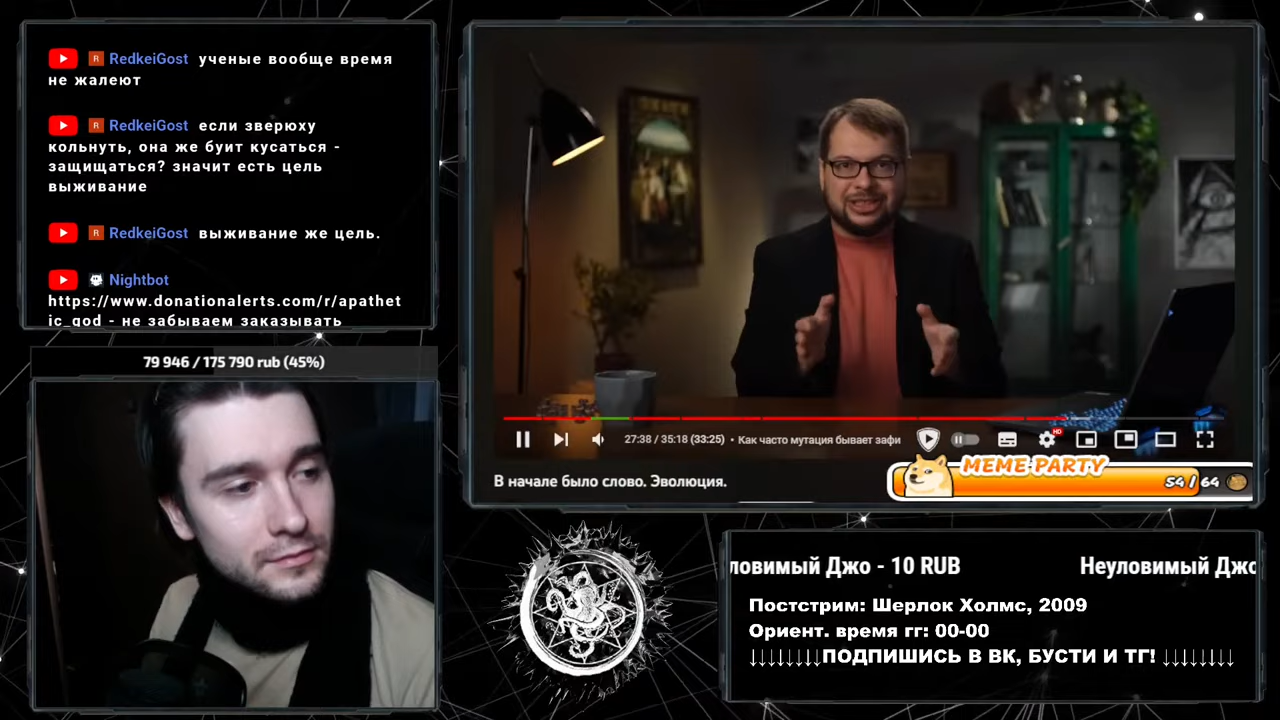 RedkeiGost ученые вообще время
не жалеют
RedkeiGost если зверюху
кольнуть, она же буит кусаться -
защищаться? значит есть цель
выживание
RedkeiGost выживание же цель.
Nightbot
https://www.donationalerts.com/r/apathet
ic_god - не забываем заказывать
79 946 / 175 790 rub (45%)
27:38 / 35:18 (33:25) • Как часто мутация бывает зафи
HD
В начале было слово. Эволюция.
MEME PARTY
54 / 64
ловимый Джо - 10 RUB Неуловимый Джо
Постстрим: Шерлок Холмс, 2009
Ориент. время гг: 00-00
↓↓↓↓↓↓↓↓ПОДПИШИСЬ В ВК, БУСТИ И ТГ! ↓↓↓↓↓↓↓↓